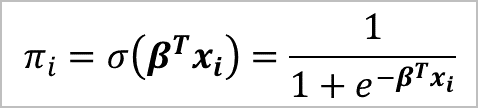 πᵢ = σ(βᵀxᵢ) = 1 / (1 + e^(−βᵀxᵢ))